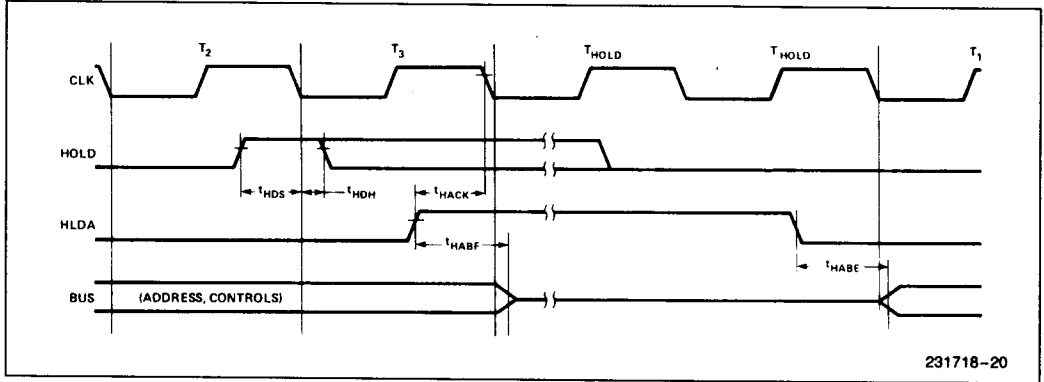 T2 T3 THOLD THOLD T1
CLK
HOLD
tHDS tHDH tHACK
HLDA
tHABF tHABE
BUS (ADDRESS, CONTROLS)
231718-20